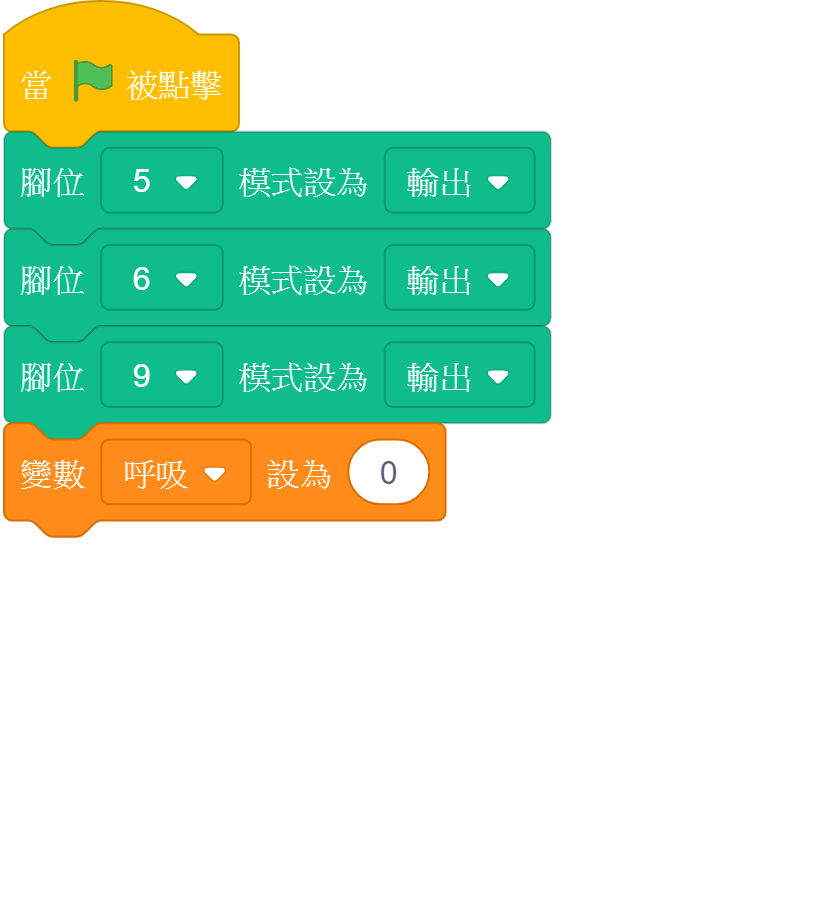 當 被點擊
腳位 5 模式設為 輸出
腳位 6 模式設為 輸出
腳位 9 模式設為 輸出
變數 呼吸 設為 0